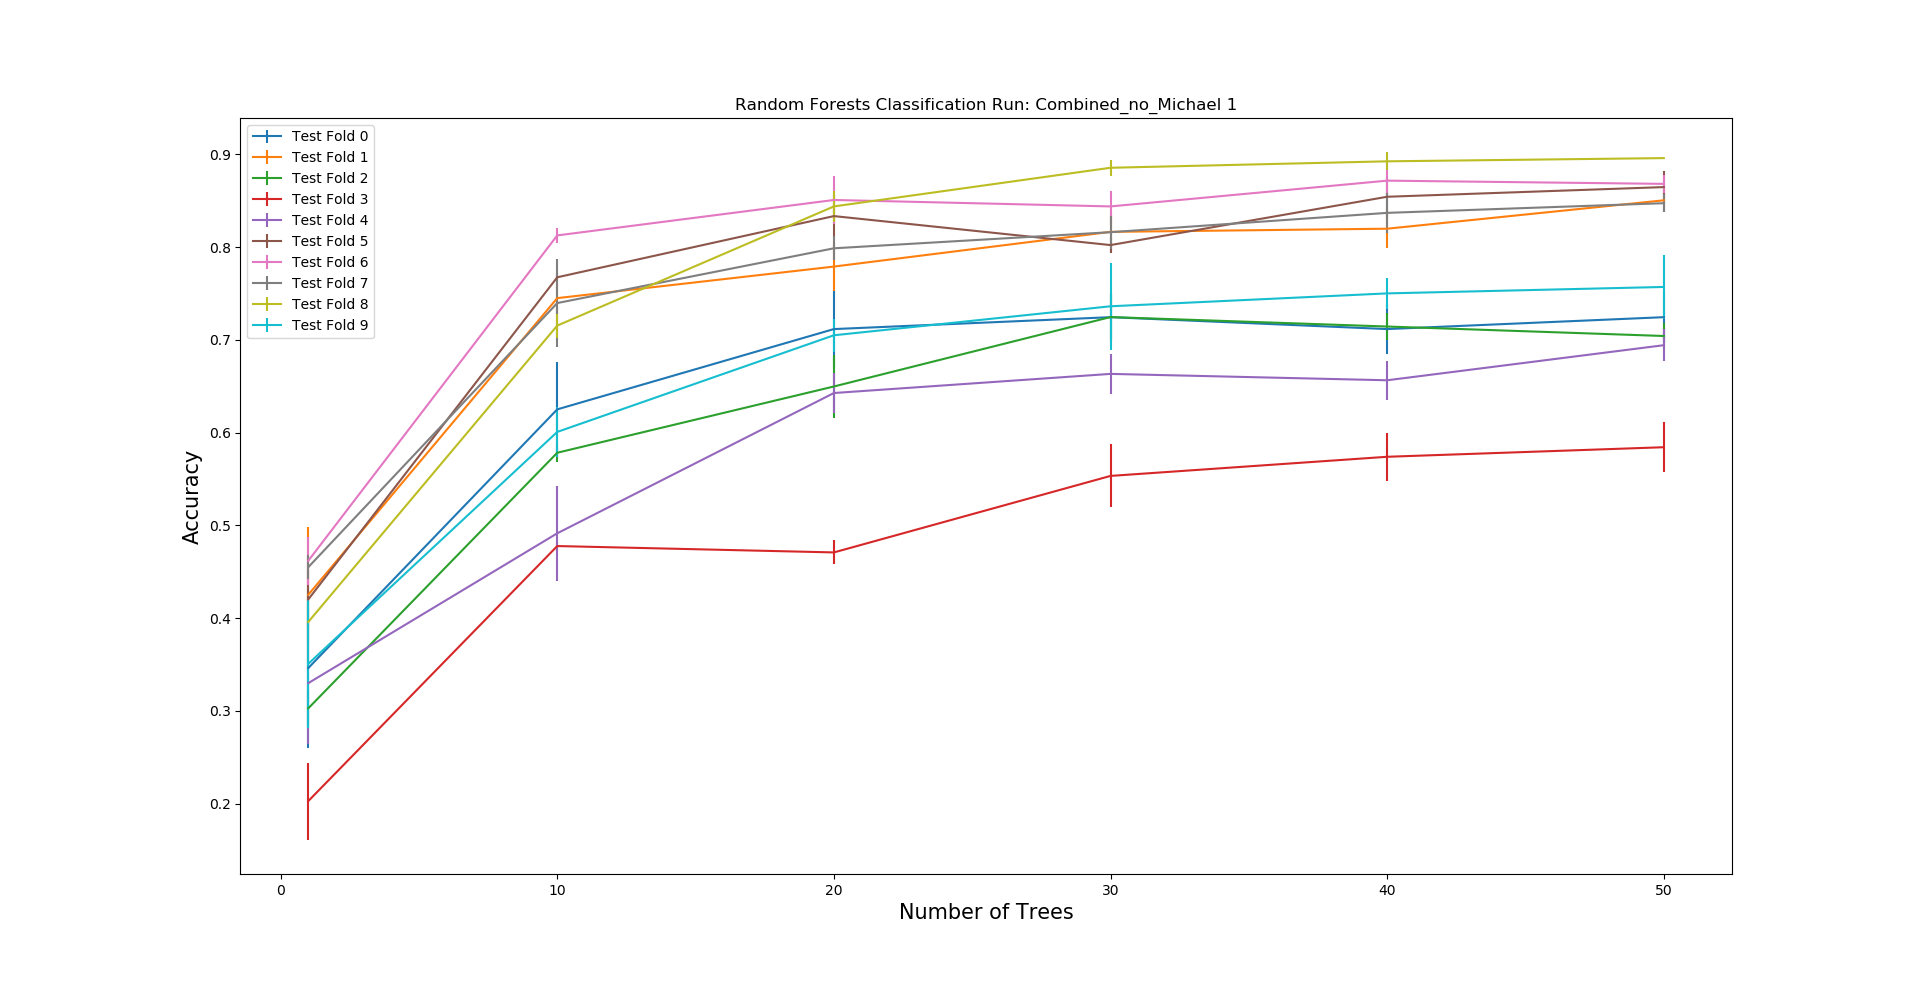 Random Forests Classification Run: Combined_no_Michael 1
Test Fold 0
Test Fold 1
Test Fold 2
Test Fold 3
Test Fold 4
Test Fold 5
Test Fold 6
Test Fold 7
Test Fold 8
Test Fold 9
0.9
0.8
0.7
0.6
0.5
0.4
0.3
0.2
Accuracy
0 10 20 30 40 50
Number of Trees